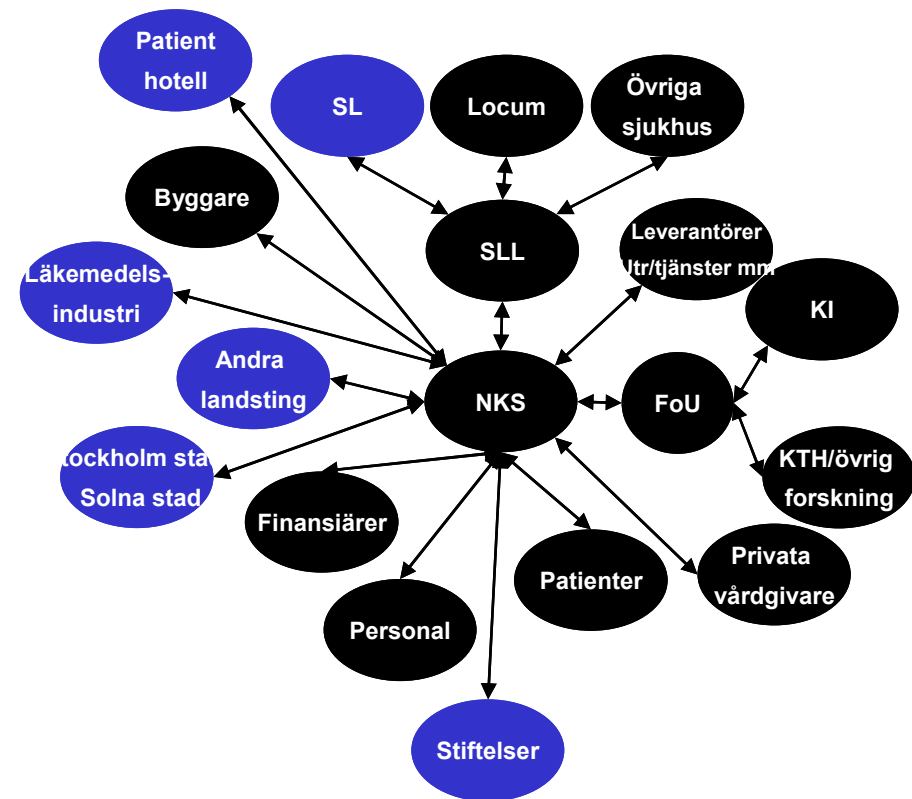 Patient
hotell
SL
Locum
Övriga
sjukhus
Byggare
SLL
Leverantörer
Utr/tjänster mm
Läkemedels-
industri
KI
Andra
landsting
NKS
FoU
tockholm sta
Solna stad
KTH/övrig
forskning
Finansiärer
Privata
vårdgivare
Patienter
Personal
Stiftelser